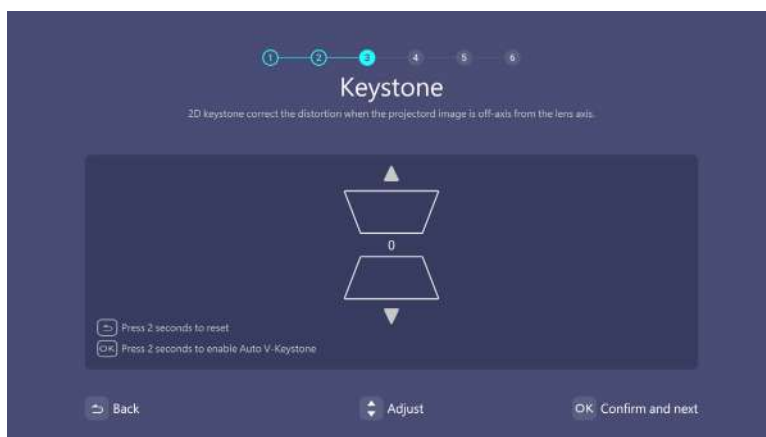 1 2 3 4 5 6
Keystone
2D keystone correct the distortion when the projectord image is off-axis from the lens axis.
0
Press 2 seconds to reset
OK Press 2 seconds to enable Auto V-Keystone
Back Adjust OK Confirm and next